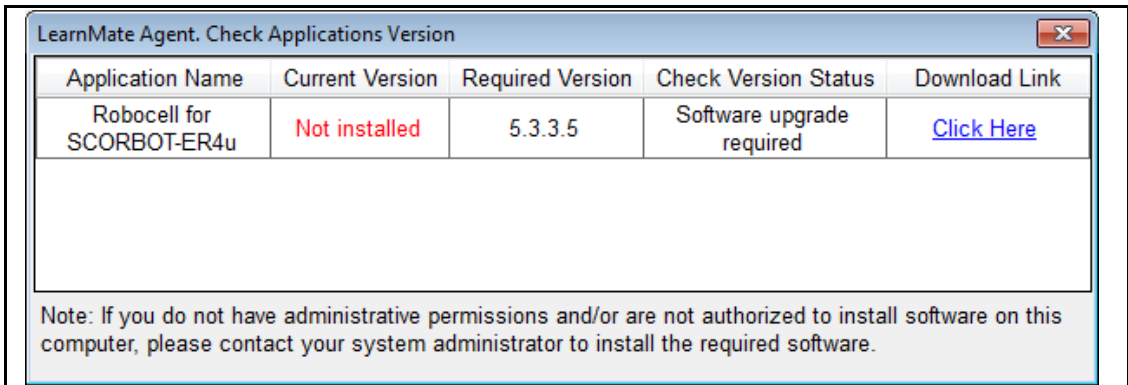 LearnMate Agent. Check Applications Version
Application Name Current Version Required Version Check Version Status Download Link
Robocell for
SCORBOT-ER4u
Not installed
5.3.3.5
Software upgrade
required
Click Here
Note: If you do not have administrative permissions and/or are not authorized to install software on this
computer, please contact your system administrator to install the required software.